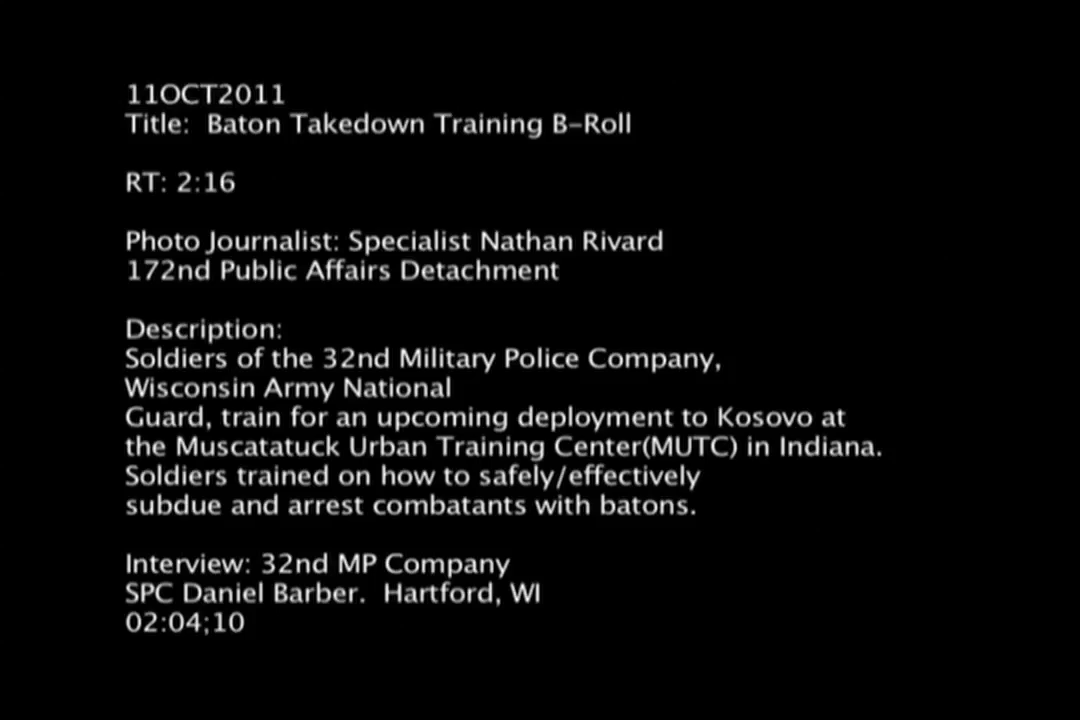 11OCT2011
Title:  Baton Takedown Training B-Roll
RT: 2:16
Photo Journalist: Specialist Nathan Rivard
172nd Public Affairs Detachment
Description:
Soldiers of the 32nd Military Police Company,
Wisconsin Army National
Guard, train for an upcoming deployment to Kosovo at
the Muscatatuck Urban Training Center(MUTC) in Indiana.
Soldiers trained on how to safely/effectively
subdue and arrest combatants with batons.
Interview: 32nd MP Company
SPC Daniel Barber.  Hartford, WI
02:04;10